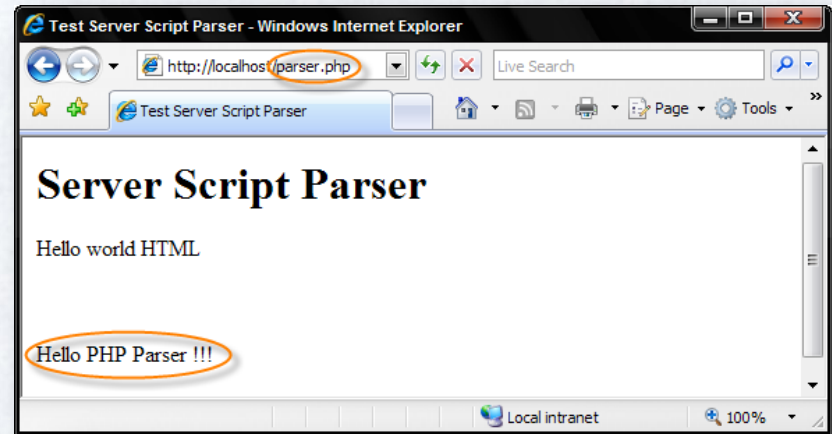 Test Server Script Parser - Windows Internet Explorer
http://localhost/parser.php
Live Search
Test Server Script Parser
Page
Tools
»
Server Script Parser
Hello world HTML
Hello PHP Parser !!!
Local intranet
100%